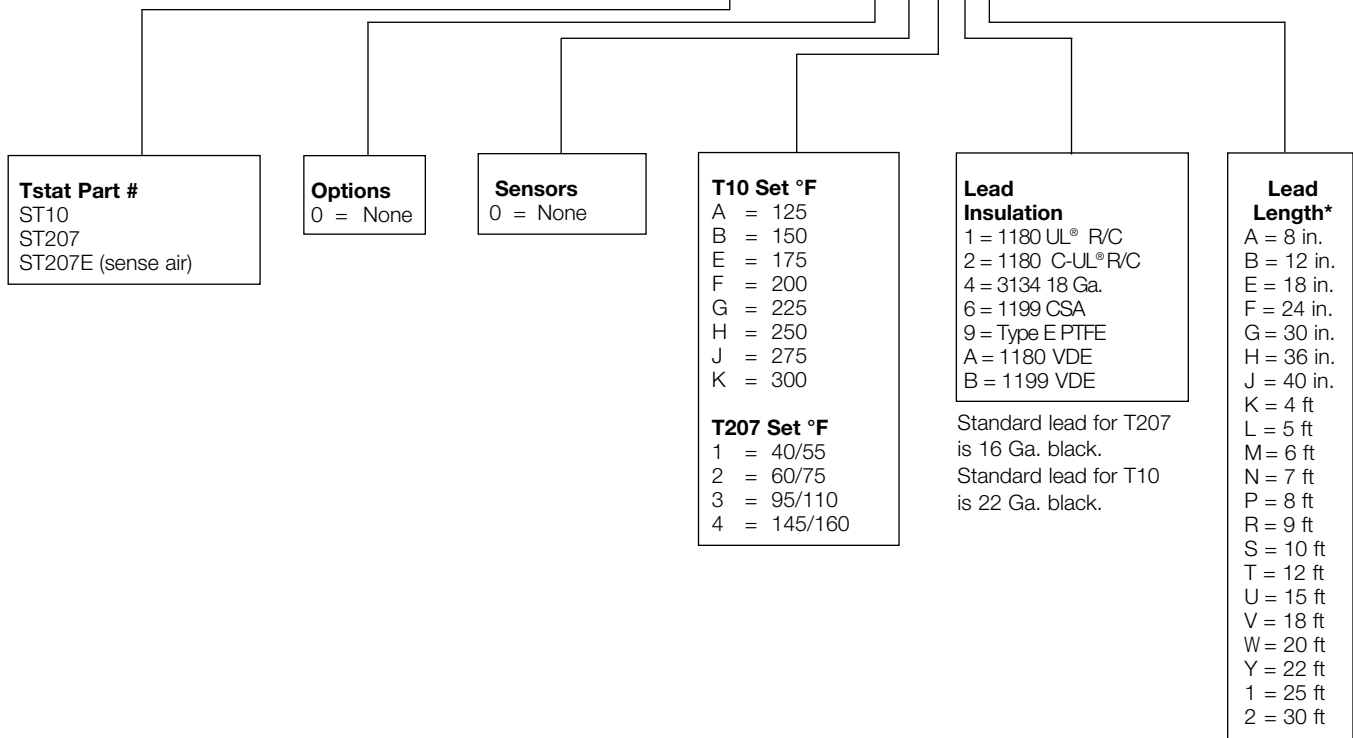 Tstat Part #
ST10
ST207
ST207E (sense air)
Options
0 = None
Sensors
0 = None
T10 Set °F
A = 125
B = 150
E = 175
F = 200
G = 225
H = 250
J = 275
K = 300
T207 Set °F
1 = 40/55
2 = 60/75
3 = 95/110
4 = 145/160
Lead
Insulation
1 = 1180 UL® R/C
2 = 1180 C-UL® R/C
4 = 3134 18 Ga.
6 = 1199 CSA
9 = Type E PTFE
A = 1180 VDE
B = 1199 VDE
Standard lead for T207
is 16 Ga. black.
Standard lead for T10
is 22 Ga. black.
Lead
Length*
A = 8 in.
B = 12 in.
E = 18 in.
F = 24 in.
G = 30 in.
H = 36 in.
J = 40 in.
K = 4 ft
L = 5 ft
M = 6 ft
N = 7 ft
P = 8 ft
R = 9 ft
S = 10 ft
T = 12 ft
U = 15 ft
V = 18 ft
W = 20 ft
Y = 22 ft
1 = 25 ft
2 = 30 ft